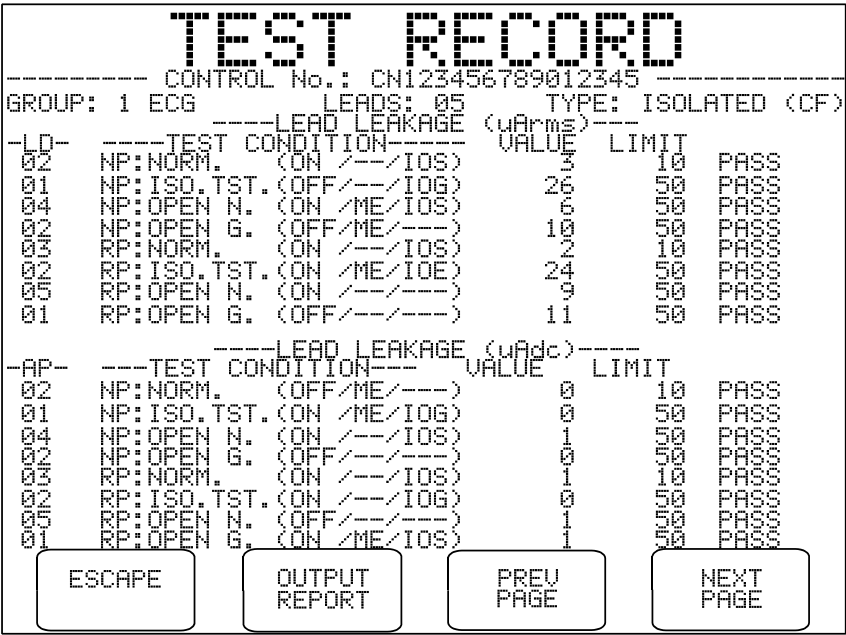 TEST RECORD
---------- CONTROL No.: CN123456789012345 -------------
GROUP: 1 ECG LEADS: 05 TYPE: ISOLATED (CF)
----LEAD LEAKAGE (uArms)---
-LD- ----TEST CONDITION----- VALUE LIMIT
02 NP:NORM. (ON /--/IOS) 3 10 PASS
01 NP:ISO.TST.(OFF/--/IOG) 26 50 PASS
04 NP:OPEN N. (ON /ME/IOS) 6 50 PASS
02 NP:OPEN G. (OFF/ME/---) 10 50 PASS
03 RP:NORM. (ON /--/IOS) 2 10 PASS
02 RP:ISO.TST.(ON /ME/IOE) 24 50 PASS
05 RP:OPEN N. (ON /--/---) 9 50 PASS
01 RP:OPEN G. (OFF/--/---) 11 50 PASS
----LEAD LEAKAGE (uAdc)----
-AP- ---TEST CONDITION--- VALUE LIMIT
02 NP:NORM. (OFF/ME/---) 0 10 PASS
01 NP:ISO.TST.(ON /ME/IOG) 0 50 PASS
04 NP:OPEN N. (ON /--/IOS) 1 50 PASS
02 NP:OPEN G. (OFF/--/---) 0 50 PASS
03 RP:NORM. (ON /--/IOS) 1 10 PASS
02 RP:ISO.TST.(ON /--/IOG) 0 50 PASS
05 RP:OPEN N. (OFF/--/---) 1 50 PASS
01 RP:OPEN G. (ON /ME/IOS) 1 50 PASS
ESCAPE OUTPUT PREV NEXT
REPORT PAGE PAGE